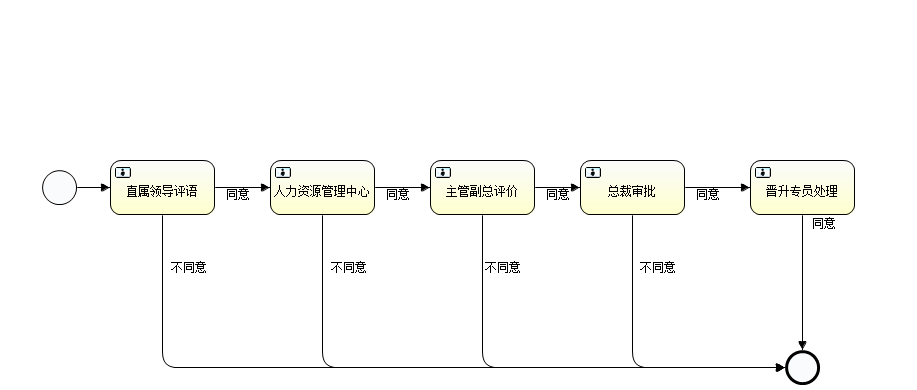 直属领导评语
同意
人力资源管理中心
同意
主管副总评价
同意
总裁审批
同意
晋升专员处理
同意
不同意
不同意
不同意
不同意